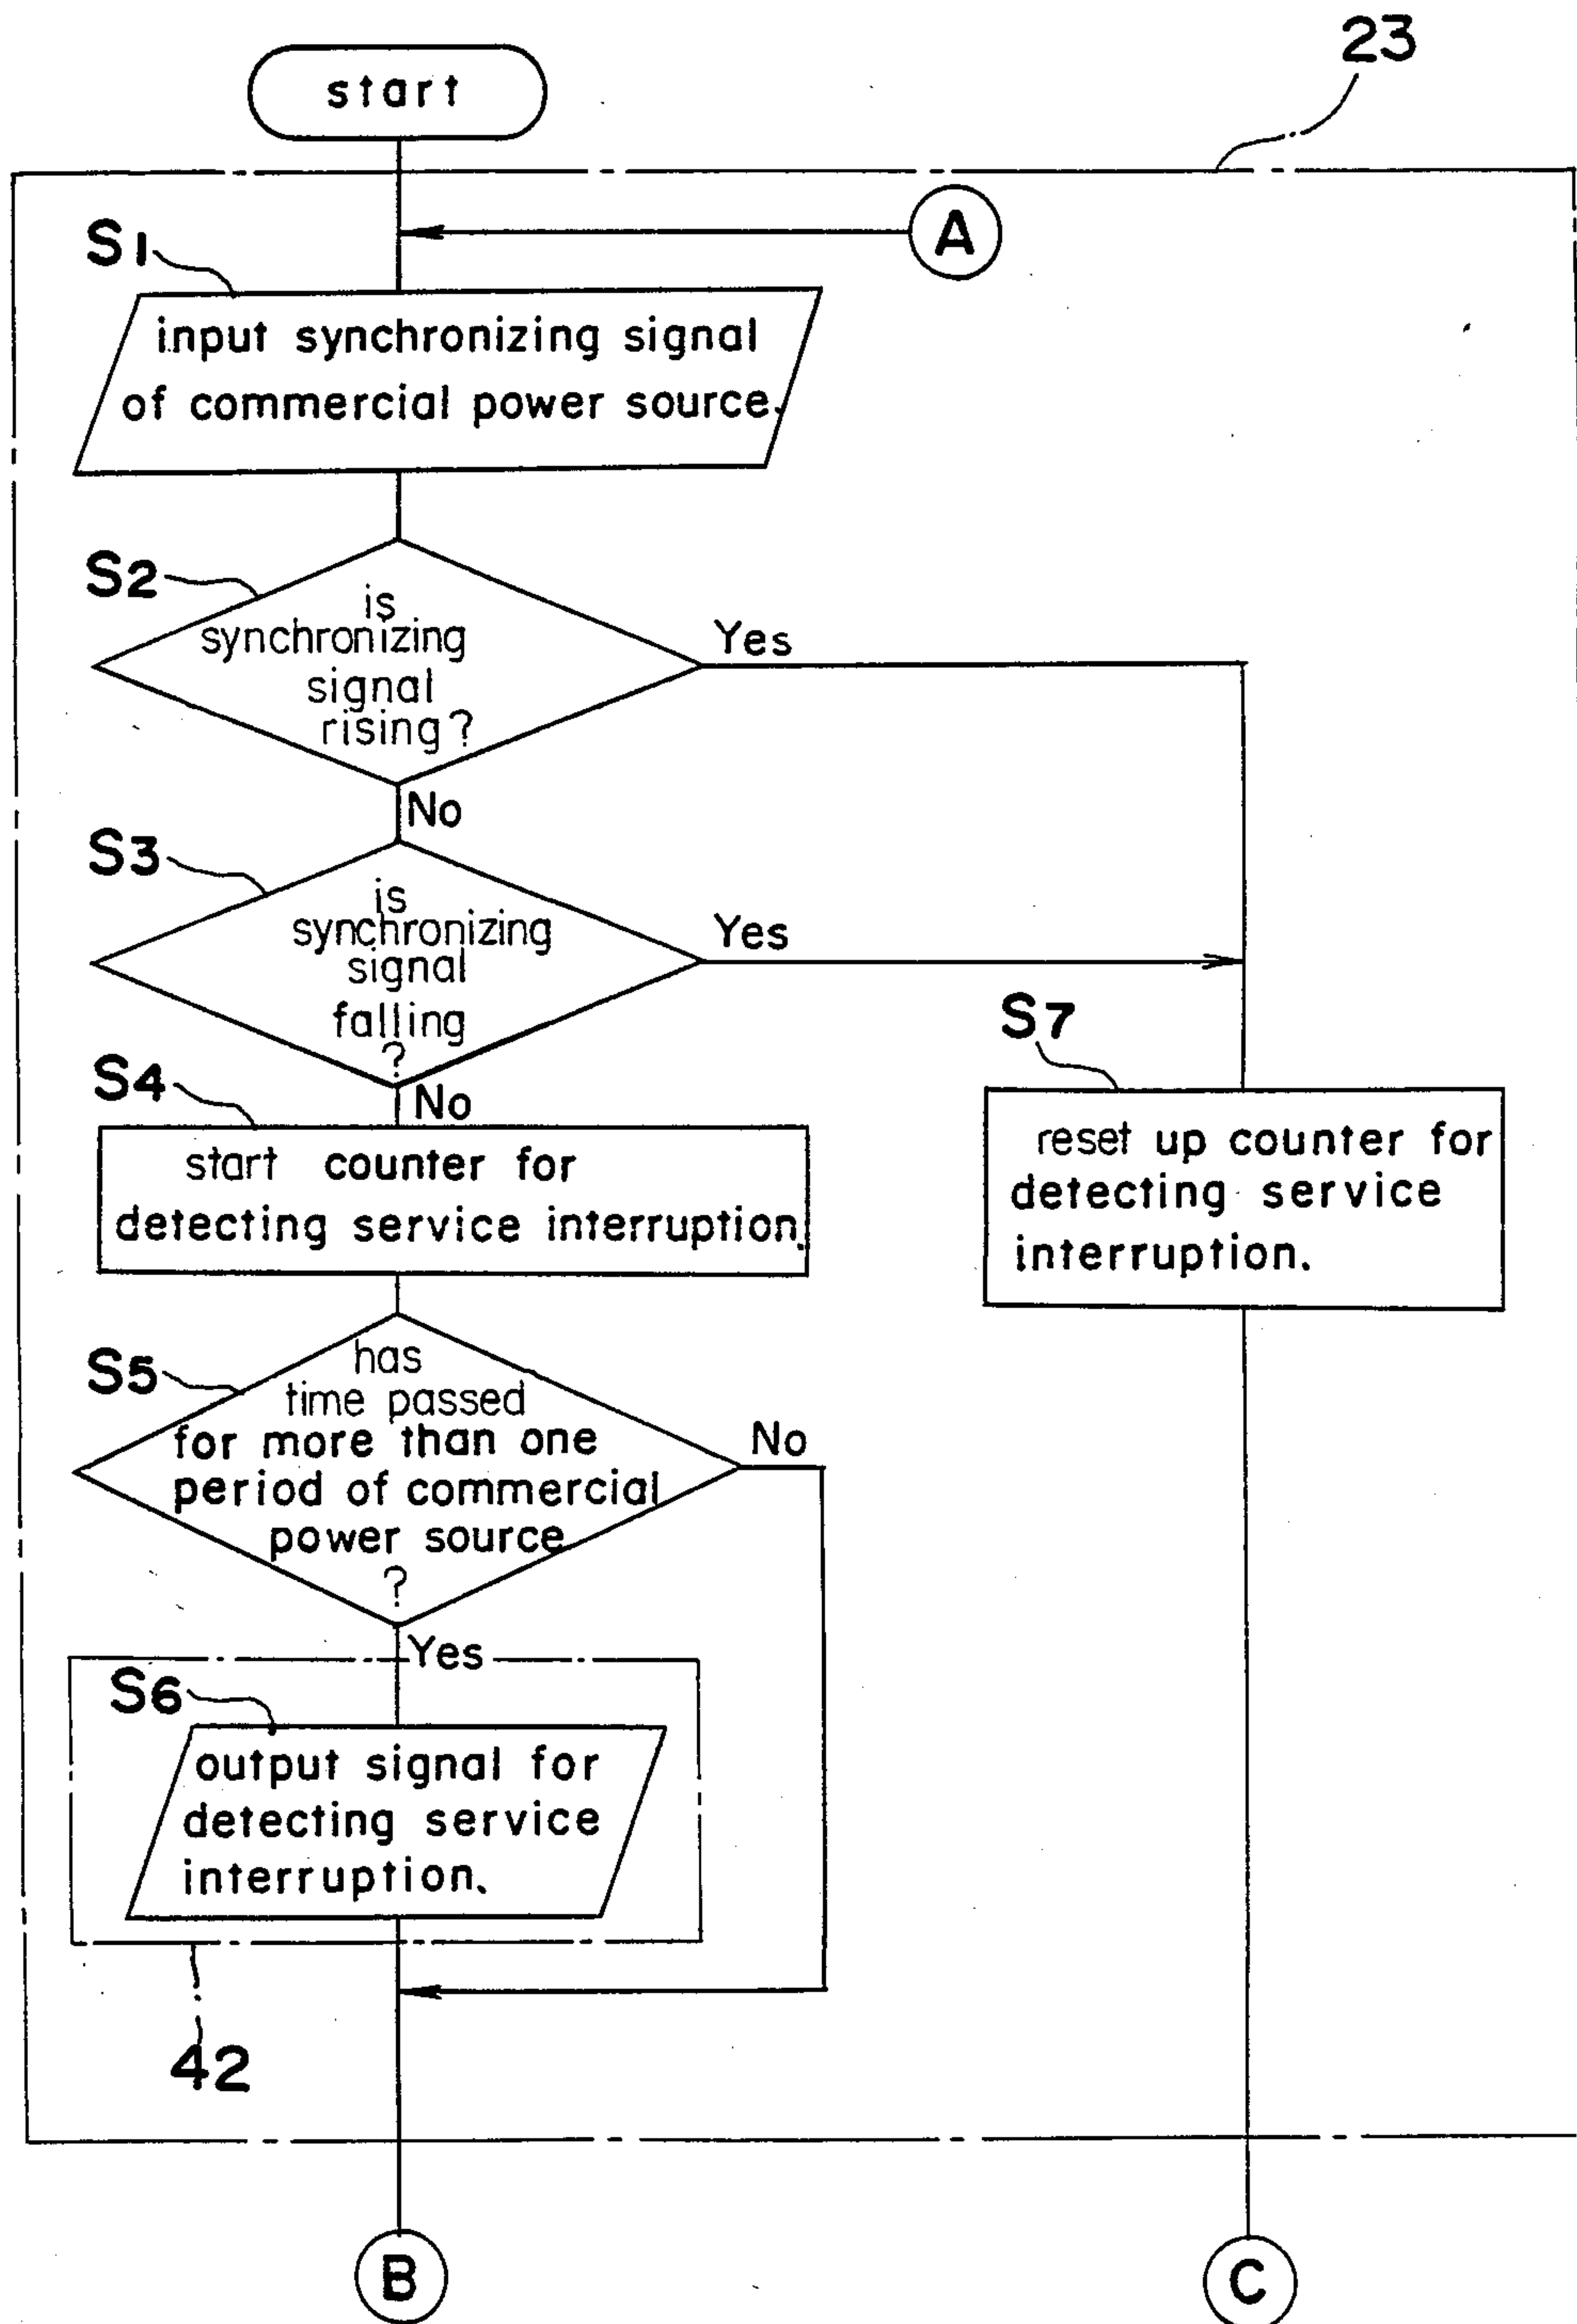 23
start
A
S1
input synchronizing signal
of commercial power source.
S2
is
synchronizing
signal
rising?
Yes
No
S3
is
synchronizing
signal
falling
?
Yes
No
S4
start counter for
detecting service interruption.
S7
reset up counter for
detecting service
interruption.
S5
has
time passed
for more than one
period of commercial
power source
?
No
Yes
S6
output signal for
detecting service
interruption.
42
B
C